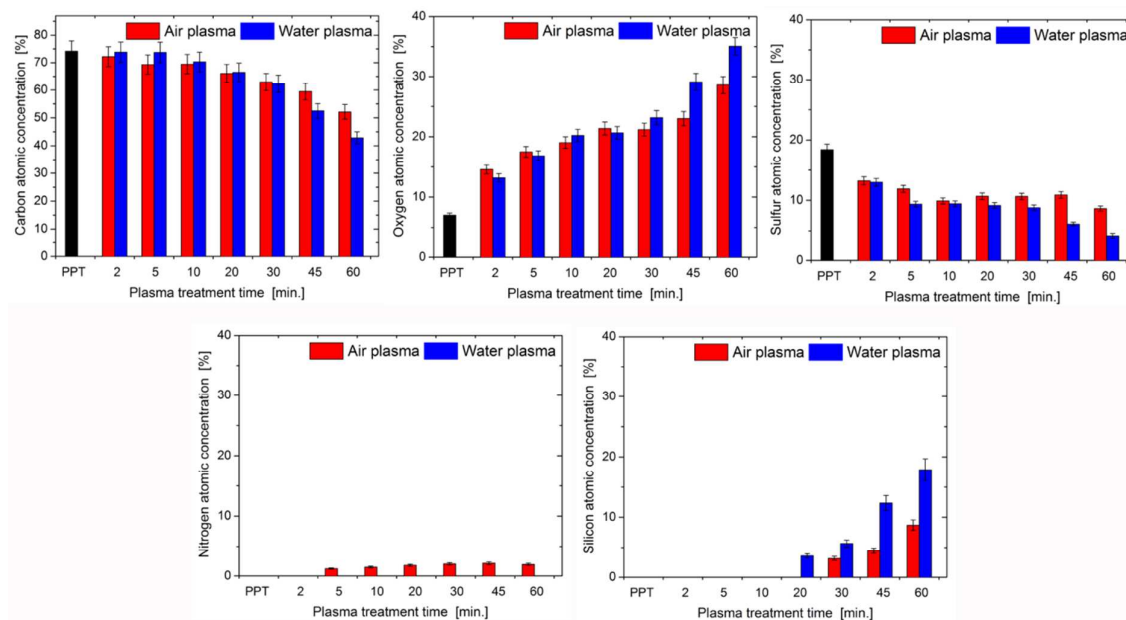 Carbon atomic concentration [%]
80
70
60
50
40
30
20
10
0
Air plasma Water plasma
PPT 2 5 10 20 30 45 60
Plasma treatment time [min.]
Oxygen atomic concentration [%]
40
30
20
10
0
Air plasma Water plasma
PPT 2 5 10 20 30 45 60
Plasma treatment time [min.]
Sulfur atomic concentration [%]
40
30
20
10
0
Air plasma Water plasma
PPT 2 5 10 20 30 45 60
Plasma treatment time [min.]
Nitrogen atomic concentration [%]
40
30
20
10
0
Air plasma Water plasma
PPT 2 5 10 20 30 45 60
Plasma treatment time [min.]
Silicon atomic concentration [%]
40
30
20
10
0
Air plasma Water plasma
PPT 2 5 10 20 30 45 60
Plasma treatment time [min.]